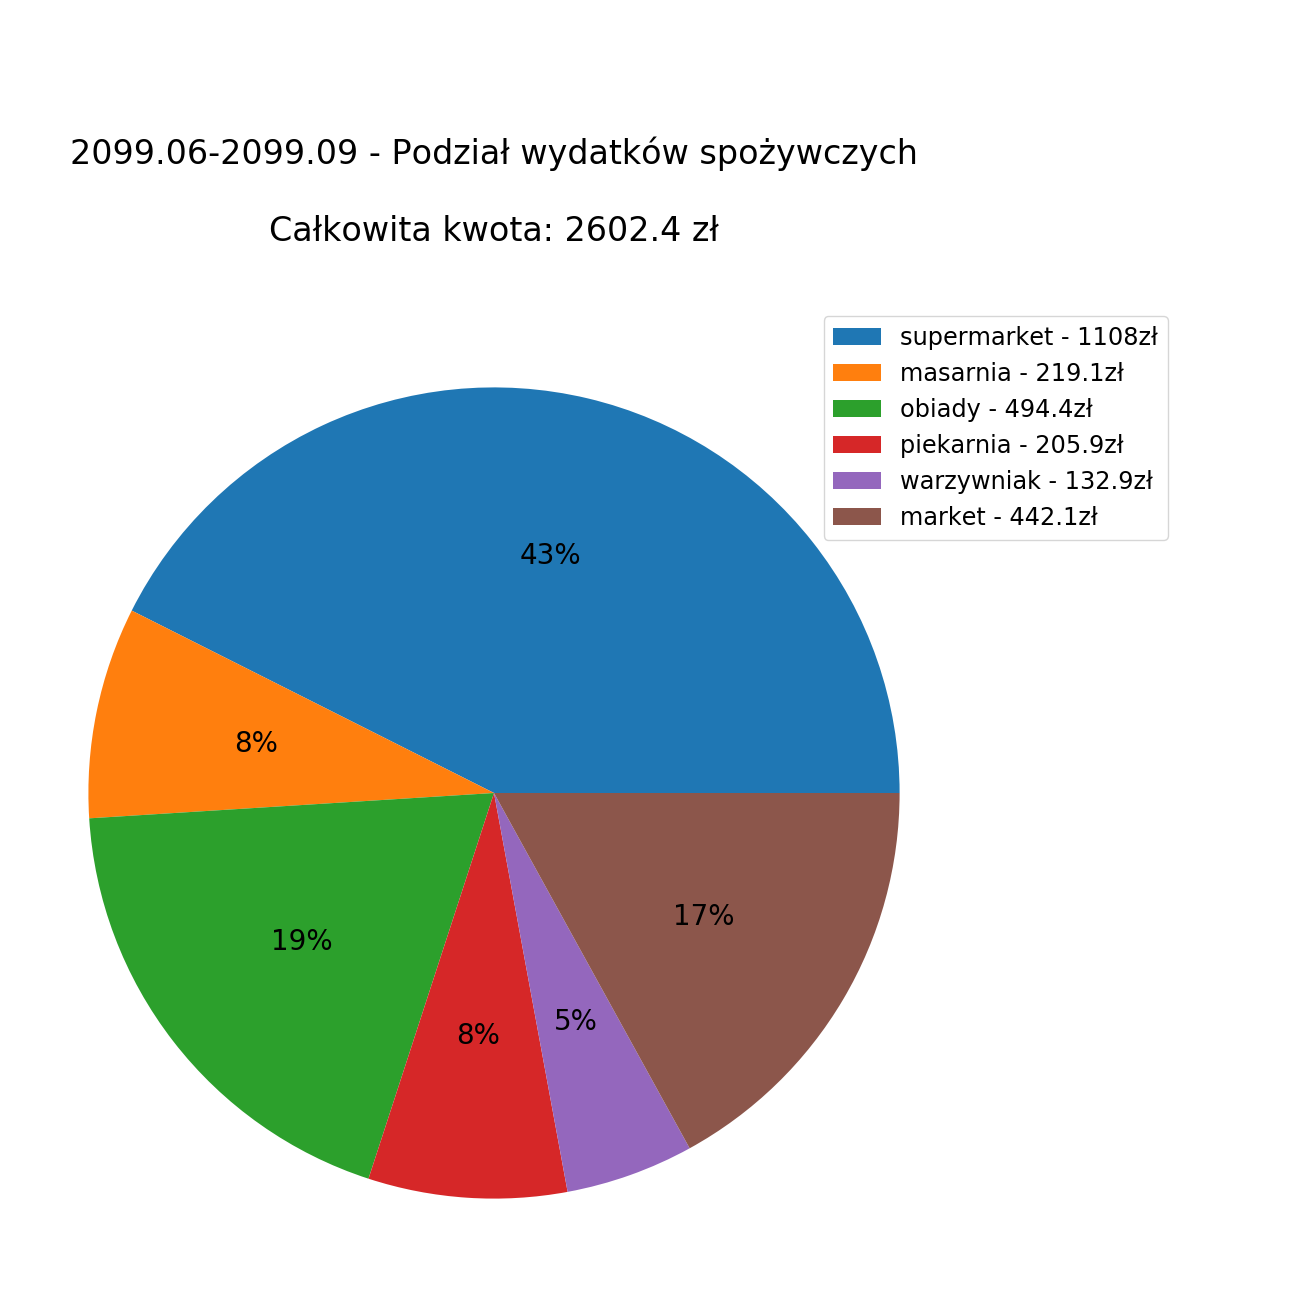 2099.06-2099.09 - Podział wydatków spożywczych
Całkowita kwota: 2602.4 zł
supermarket - 1108zł
masarnia - 219.1zł
obiady - 494.4zł
piekarnia - 205.9zł
warzywniak - 132.9zł
market - 442.1zł
43%
8%
19%
8%
5%
17%